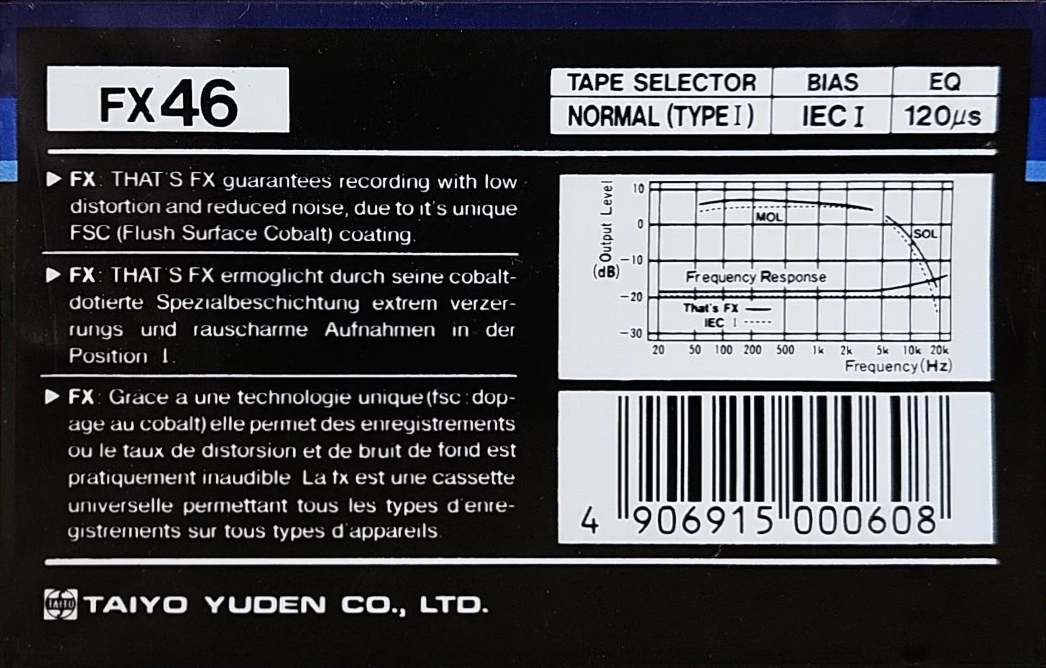 FX46
TAPE SELECTOR BIAS EQ
NORMAL (TYPE I) IEC I 120μs
FX: THAT'S FX guarantees recording with low
distortion and reduced noise, due to it's unique
FSC (Flush Surface Cobalt) coating.
FX: THAT'S FX ermoglicht durch seine cobalt-
dotierte Spezialbeschichtung extrem verzer-
rungs und rauscharme Aufnahmen in der
Position I.
FX: Grace a une technologie unique (fsc: dop-
age au cobalt) elle permet des enregistrements
ou le taux de distorsion et de bruit de fond est
pratiquement inaudible La fx est une cassette
universelle permettant tous les types d'enre-
gistrements sur tous types d'appareils.
Output Level
(dB)
10
0
-10
-20
-30
MOL
SOL
Frequency Response
That's FX
IEC I
20 50 100 200 500 1k 2k 5k 10k 20k
Frequency (Hz)
4 906915 000608
TAIYO
TAIYO YUDEN CO., LTD.